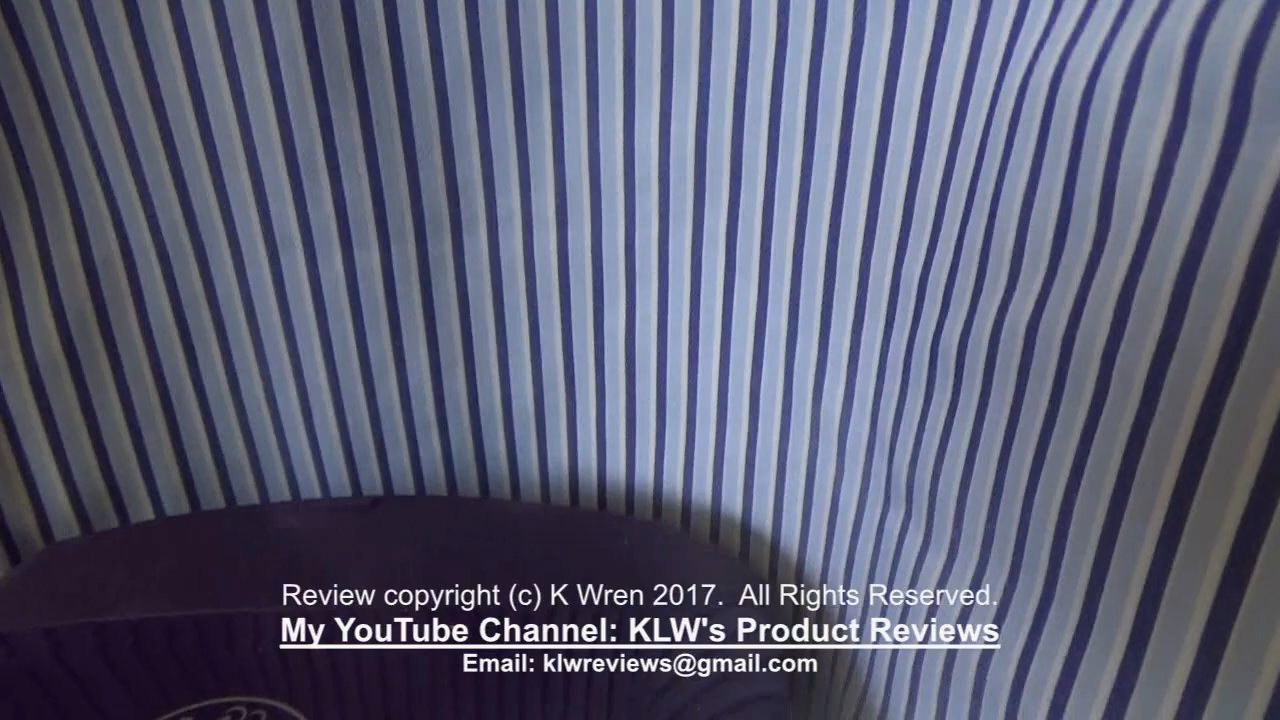 Review copyright (c) K Wren 2017.  All Rights Reserved.
My YouTube Channel: KLW's Product Reviews
Email: klwreviews@gmail.com